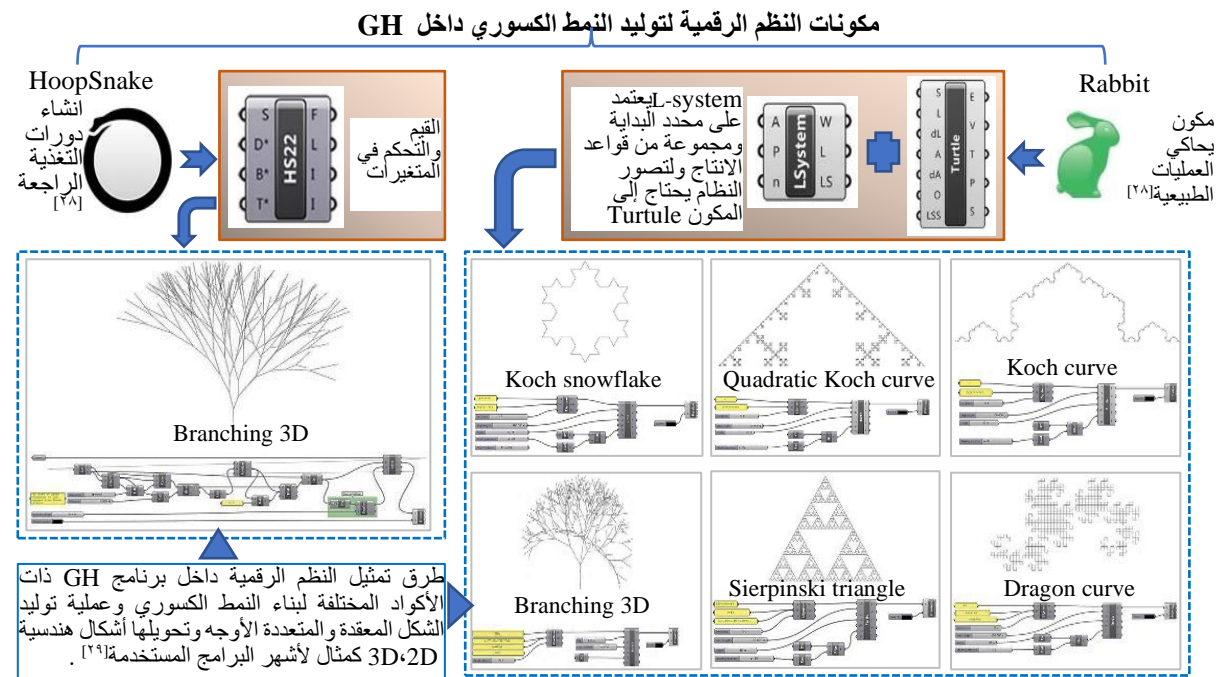 مكونات النظم الرقمية لتوليد النمط الكسوري داخل GH
Rabbit
مكون
يحاكي
العمليات
الطبيعية[٢٨]
S
L
dL
A
dA
O
LSS
Turtle
E
V
T
P
S
A
P
n
LSystem
W
L
LS
L-systemيعتمد
على محدد البداية
ومجموعة من قواعد
الانتاج ولتصور
النظام يحتاج إلى
المكون Turtule
HoopSnake
انشاء
دورات
التغذية
الراجعة
[٢٨]
S
D*
B*
T*
HS22
F
L
I
I
القيم
والتحكم في
المتغيرات
Koch curve
Quadratic Koch curve
Koch snowflake
Dragon curve
Sierpinski triangle
Branching 3D
Branching 3D
طرق تمثيل النظم الرقمية داخل برنامج GH ذات
الأكواد المختلفة لبناء النمط الكسوري وعملية توليد
الشكل المعقدة والمتعددة الأوجه وتحويلها أشكال هندسية
3D،2D كمثال لأشهر البرامج المستخدمة[٢٩] .